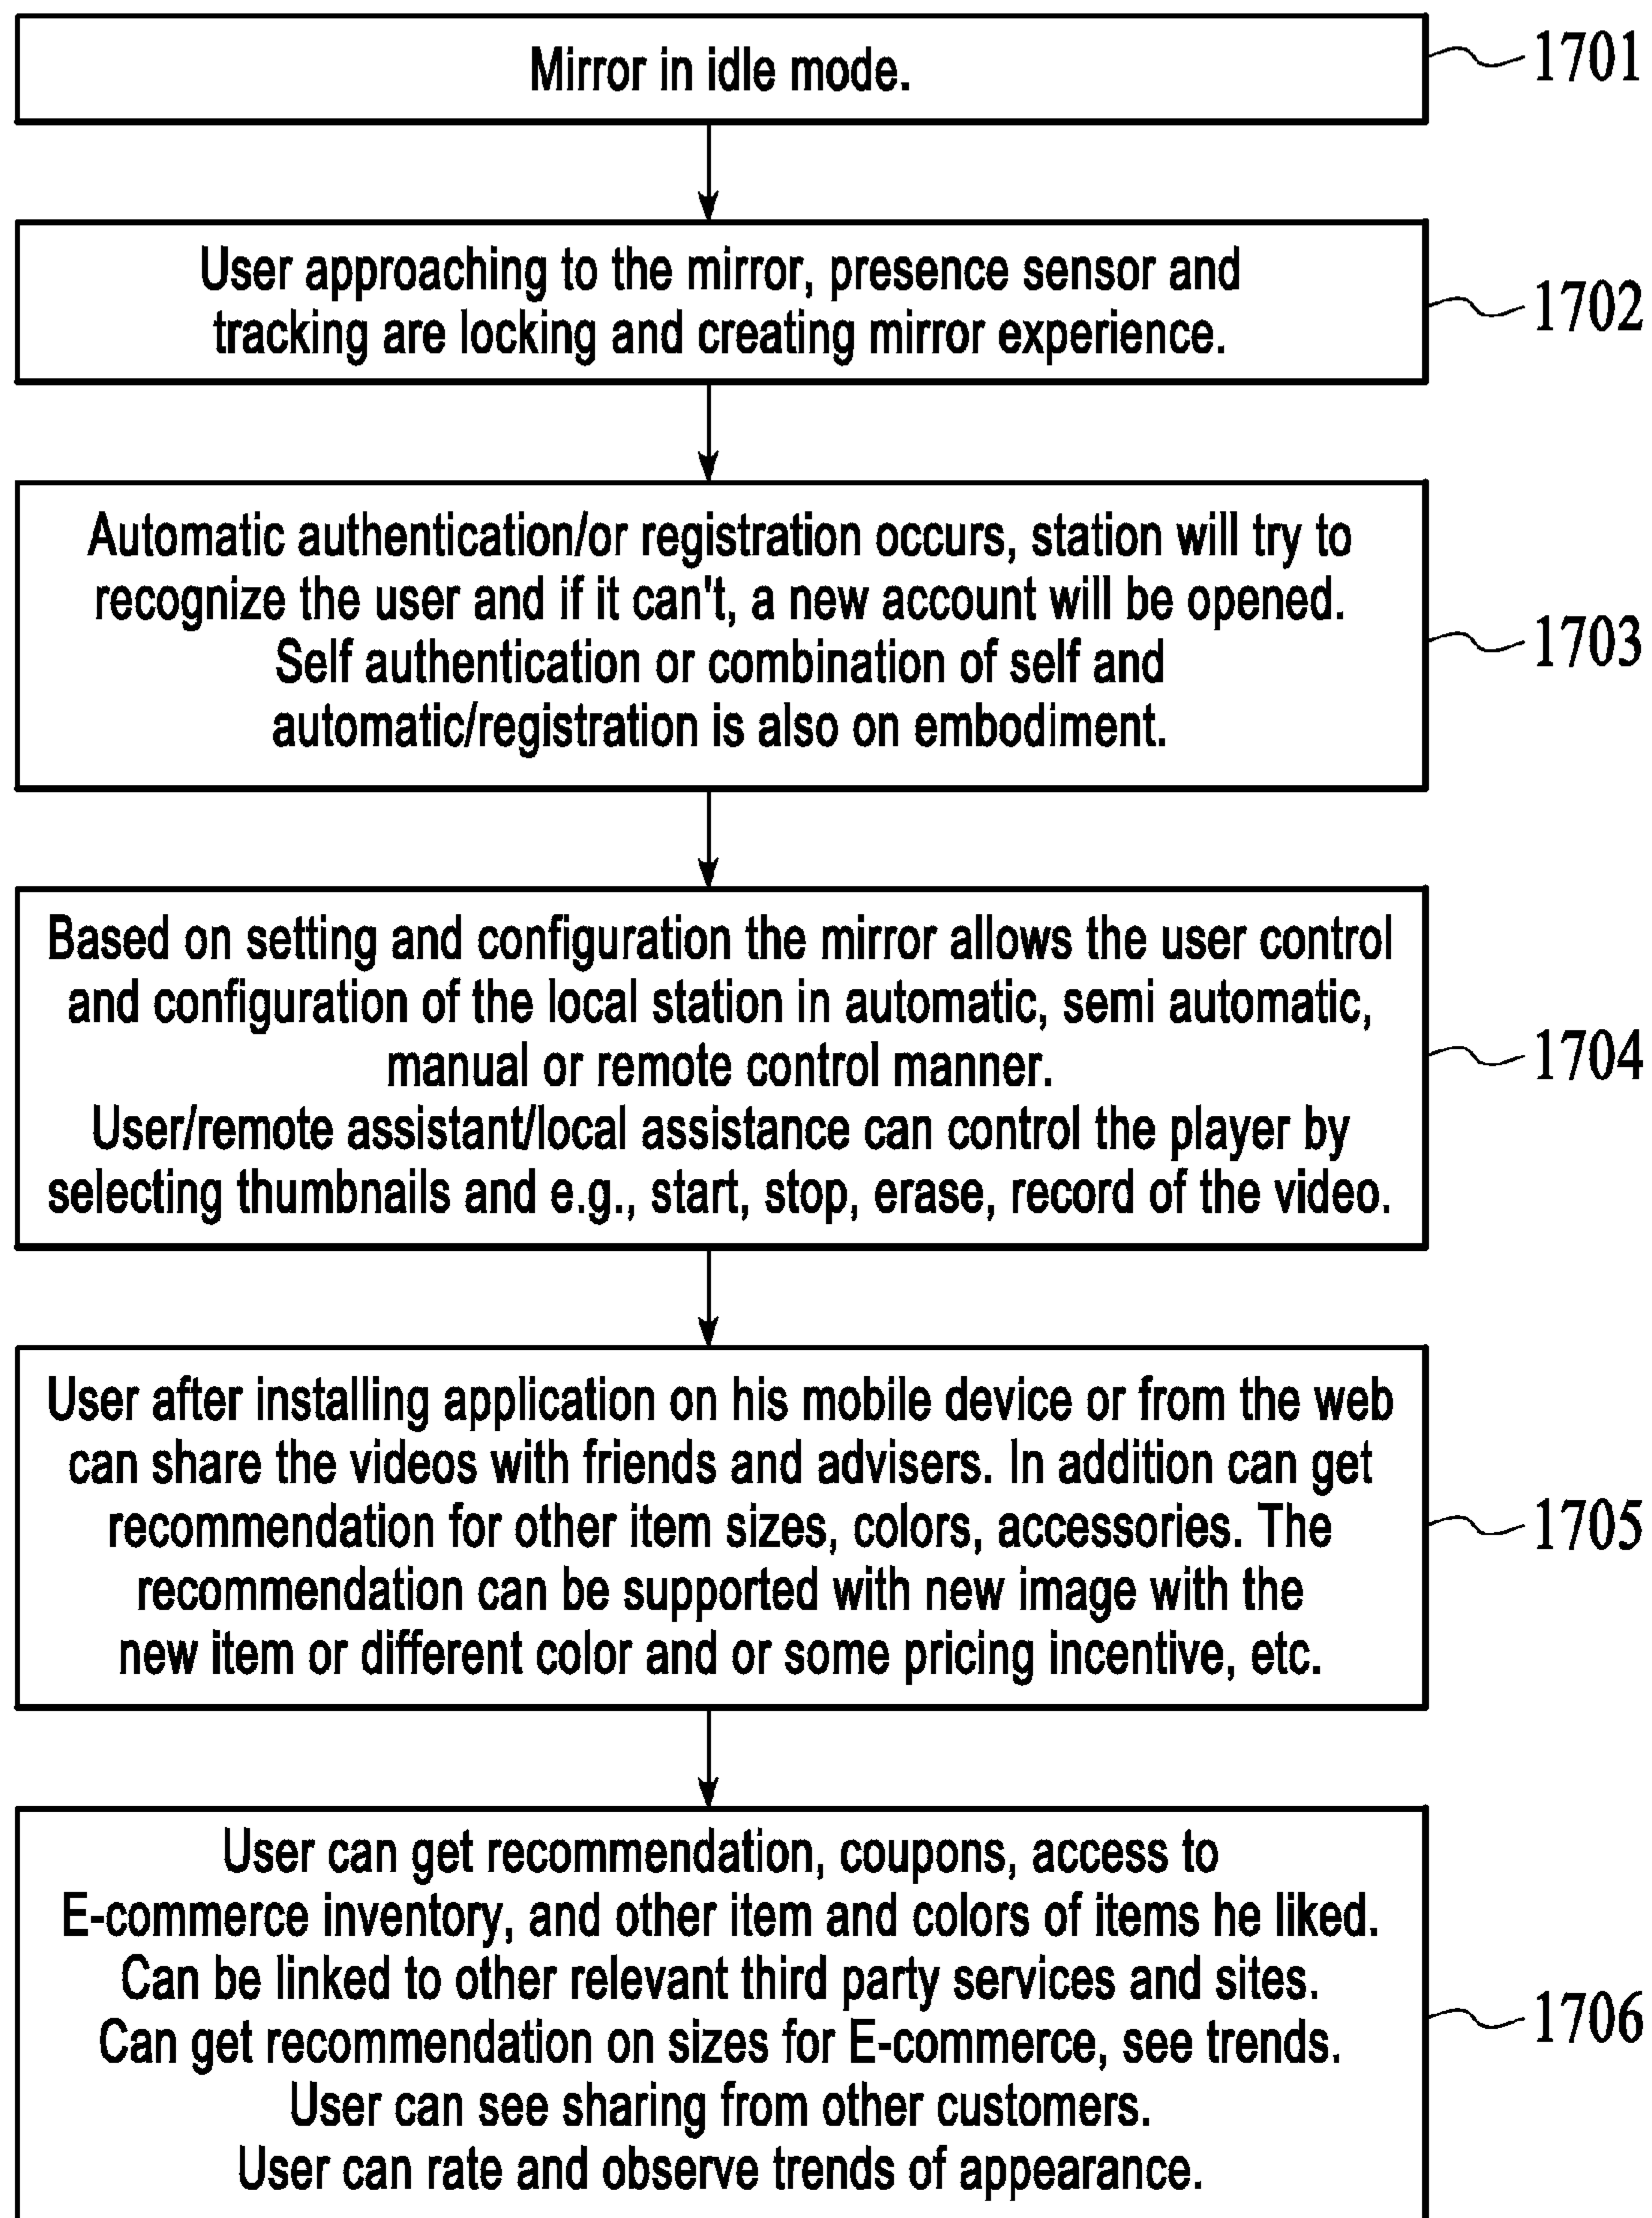 Mirror in idle mode.
1701
User approaching to the mirror, presence sensor and
tracking are locking and creating mirror experience.
1702
Automatic authentication/or registration occurs, station will try to
recognize the user and if it can't, a new account will be opened.
Self authentication or combination of self and
automatic/registration is also on embodiment.
1703
Based on setting and configuration the mirror allows the user control
and configuration of the local station in automatic, semi automatic,
manual or remote control manner.
User/remote assistant/local assistance can control the player by
selecting thumbnails and e.g., start, stop, erase, record of the video.
1704
User after installing application on his mobile device or from the web
can share the videos with friends and advisers. In addition can get
recommendation for other item sizes, colors, accessories. The
recommendation can be supported with new image with the
new item or different color and or some pricing incentive, etc.
1705
User can get recommendation, coupons, access to
E-commerce inventory, and other item and colors of items he liked.
Can be linked to other relevant third party services and sites.
Can get recommendation on sizes for E-commerce, see trends.
User can see sharing from other customers.
User can rate and observe trends of appearance.
1706